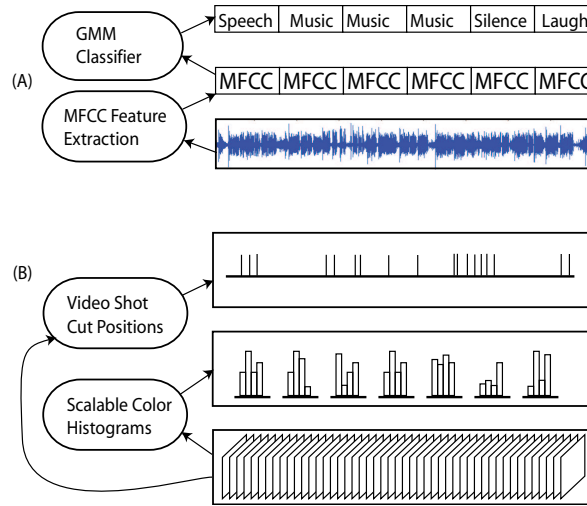 GMM
Classifier
Speech Music Music Music Silence Laugh
(A)
MFCC MFCC MFCC MFCC MFCC MFCC
MFCC Feature
Extraction
(B)
Video Shot
Cut Positions
Scalable Color
Histograms